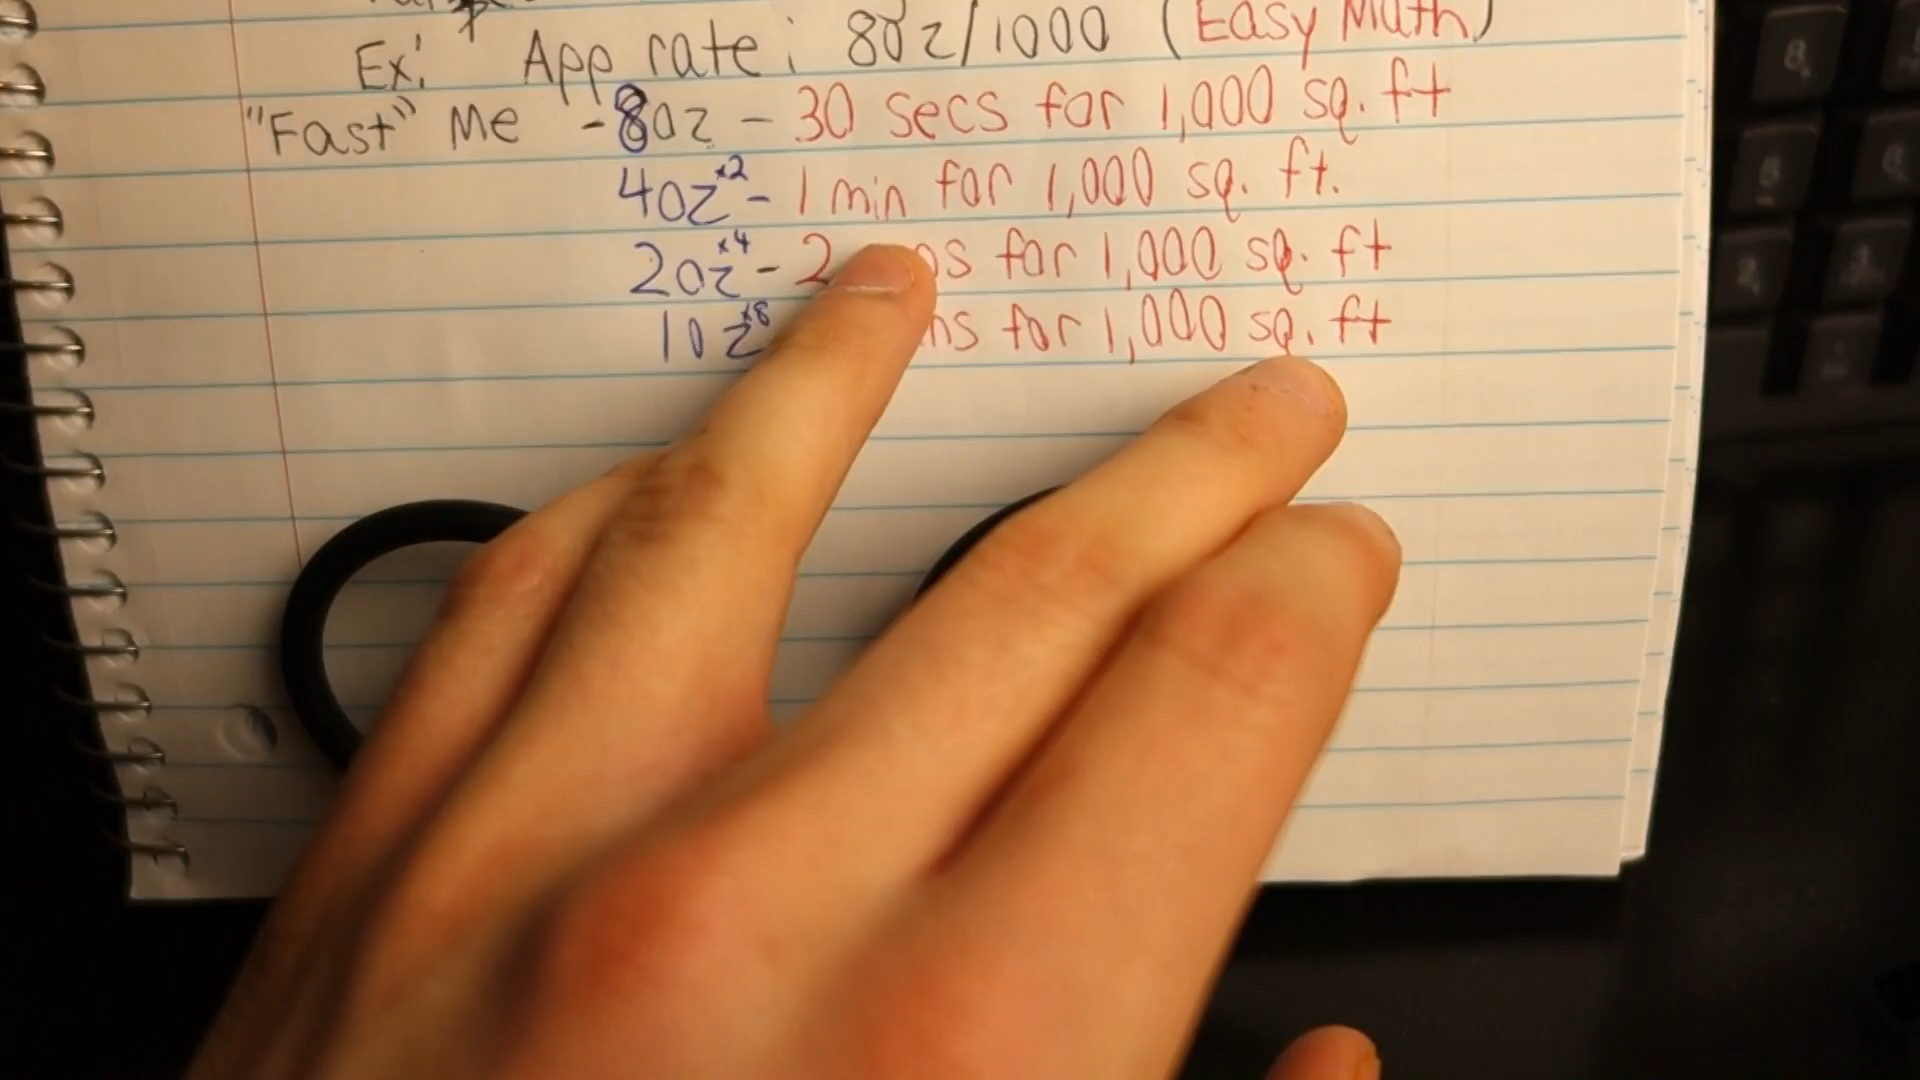 Ex: App rate: 8oz/1000 (Easy Math)
"Fast" Me - 8oz - 30 secs for 1,000 sq. ft
4oz x2 - 1 min for 1,000 sq. ft.
2oz x4 - 2 for 1,000 sq. ft
1oz x8 for 1,000 sq. ft